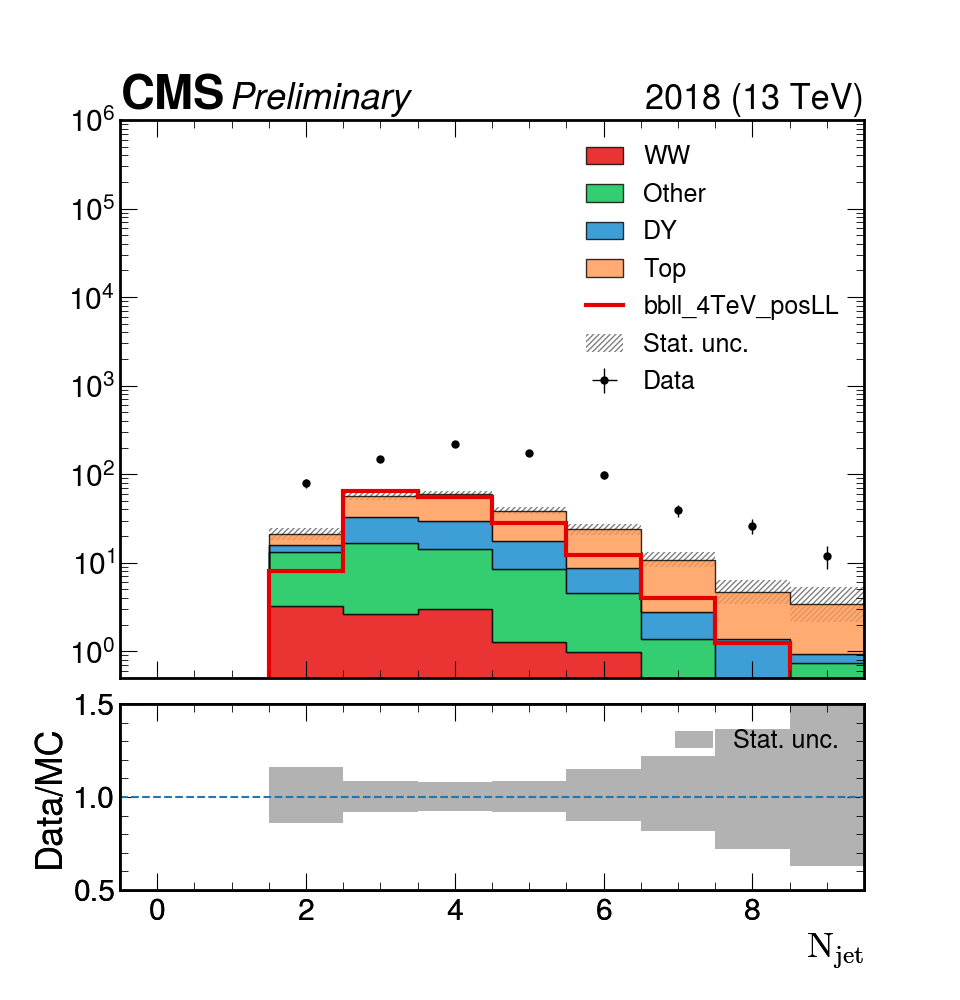 CMS Preliminary 2018 (13 TeV)
10^6
10^5
10^4
10^3
10^2
10^1
10^0
WW
Other
DY
Top
bbll_4TeV_posLL
Stat. unc.
Data
Data/MC
1.5
1.0
0.5
Stat. unc.
0 2 4 6 8
N_jet